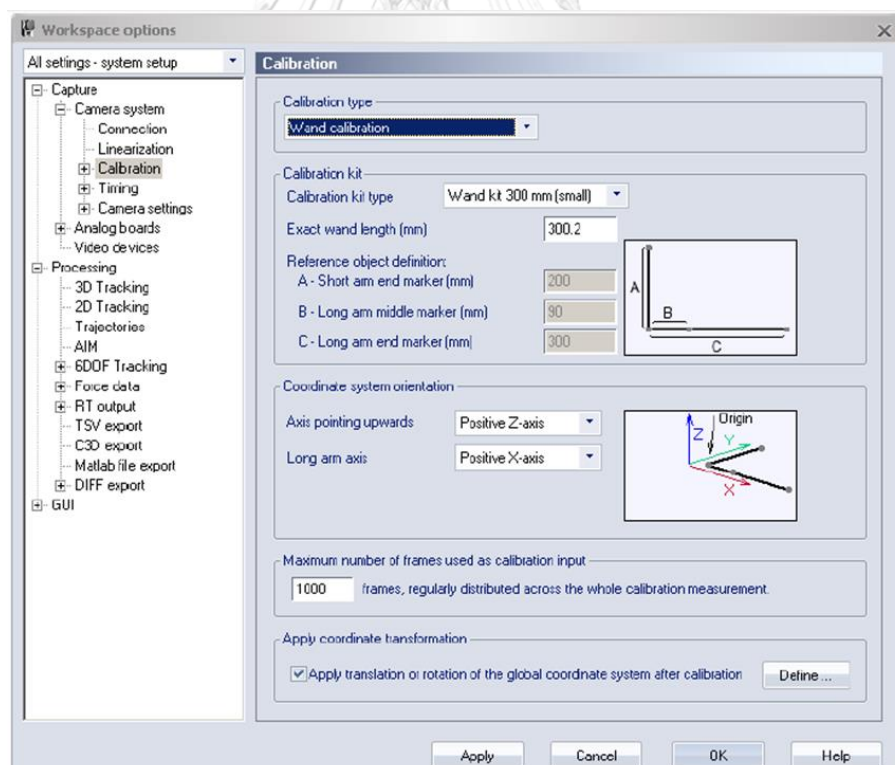 Workspace options
All settings - system setup
Capture
Camera system
Connection
Linearization
Calibration
Timing
Camera settings
Analog boards
Video devices
Processing
3D Tracking
2D Tracking
Trajectories
AIM
6DOF Tracking
Force data
RT output
TSV export
C3D export
Matlab file export
DIFF export
GUI
Calibration
Calibration type
Wand calibration
Calibration kit
Calibration kit type Wand kit 300 mm (small)
Exact wand length (mm) 300.2
Reference object definition:
A - Short arm end marker (mm) 200
B - Long arm middle marker (mm) 90
C - Long arm end marker (mm) 300
A
B
C
Coordinate system orientation
Axis pointing upwards Positive Z-axis
Long arm axis Positive X-axis
Origin
Z
Y
X
Maximum number of frames used as calibration input
1000 frames, regularly distributed across the whole calibration measurement.
Apply coordinate transformation
Apply translation or rotation of the global coordinate system after calibration Define ...
Apply Cancel OK Help